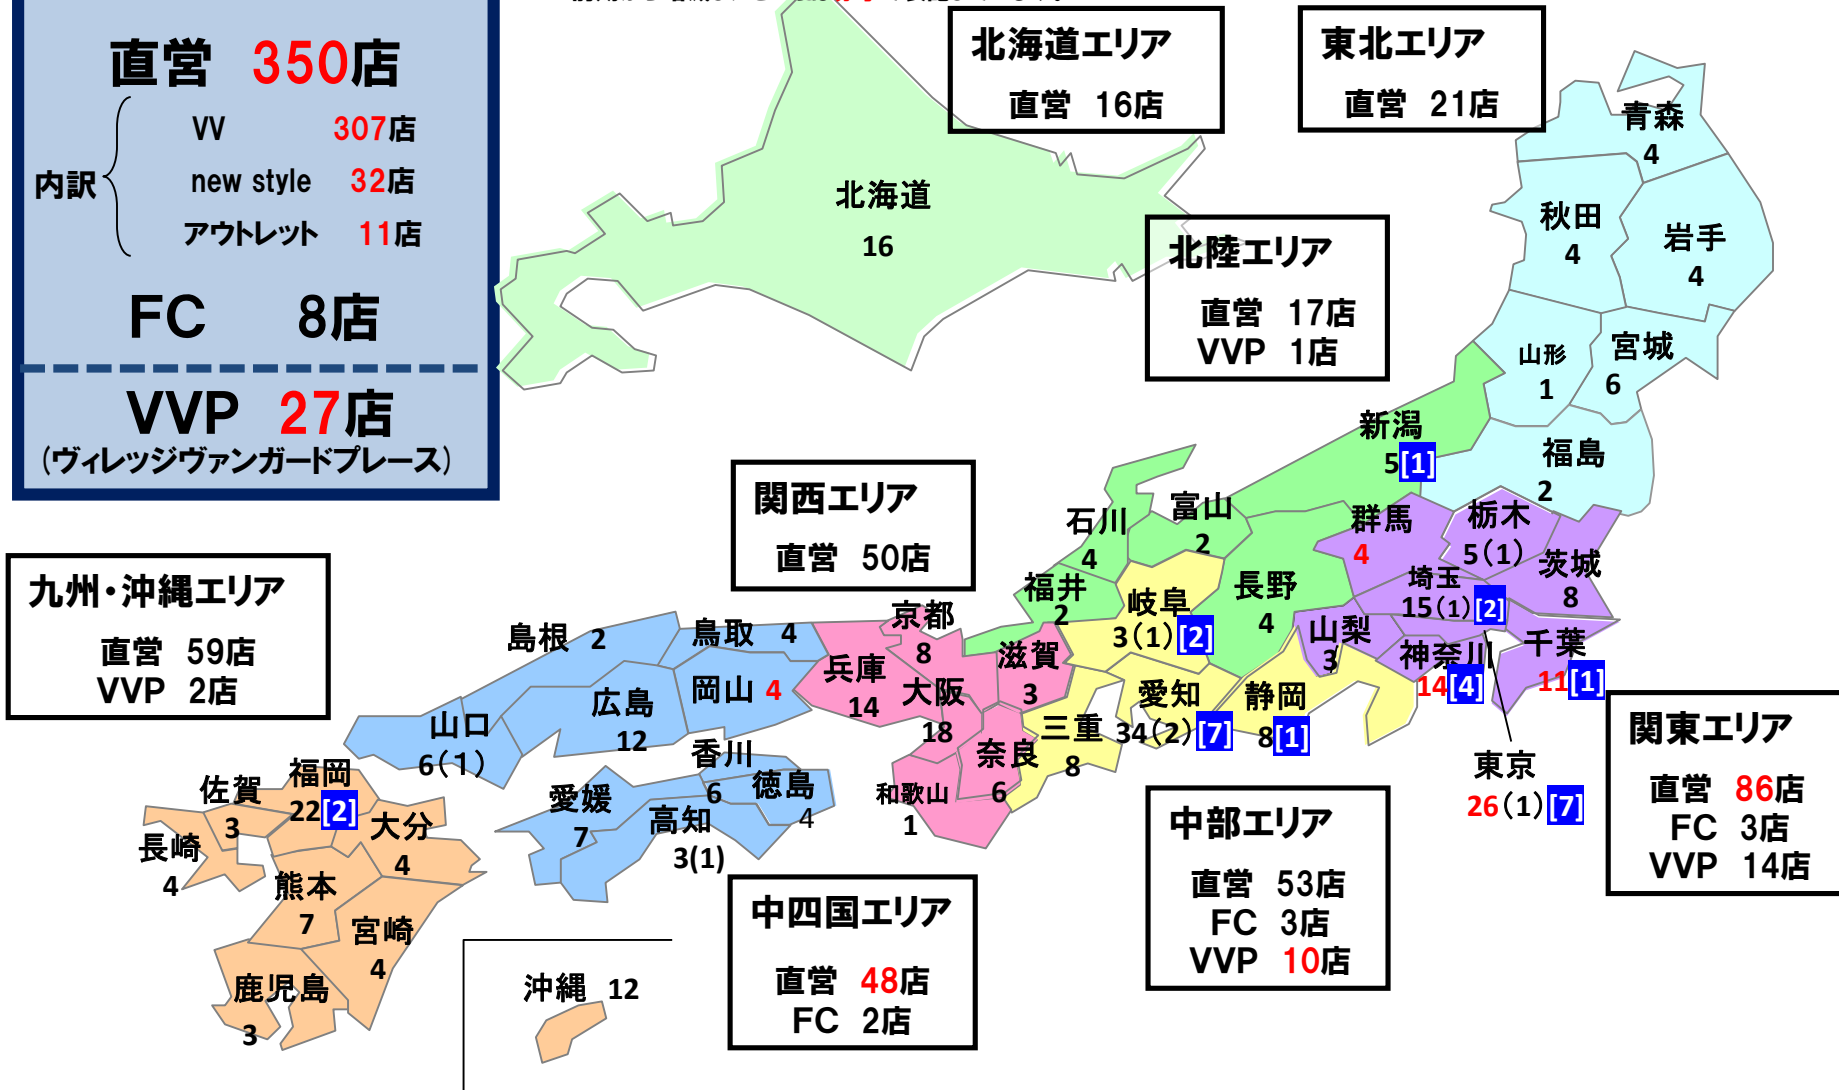 直営 350店
内訳
VV 307店
new style 32店
アウトレット 11店
FC 8店
VVP 27店
(ヴィレッジヴァンガードプレース)
北海道エリア
直営 16店
東北エリア
直営 21店
北陸エリア
直営 17店
VVP 1店
関西エリア
直営 50店
九州・沖縄エリア
直営 59店
VVP 2店
中四国エリア
直営 48店
FC 2店
中部エリア
直営 53店
FC 3店
VVP 10店
関東エリア
直営 86店
FC 3店
VVP 14店
北海道
16
青森
4
秋田
4
岩手
4
山形
1
宮城
6
福島
2
新潟
5[1]
富山
2
石川
4
福井
2
長野
4
群馬
4
栃木
5(1)
茨城
8
埼玉
15(1)[2]
千葉
11[1]
神奈川
14[4]
山梨
3
東京
26(1)[7]
岐阜
3(1)[2]
愛知
34(2)[7]
静岡
8[1]
三重
8
滋賀
3
京都
8
大阪
18
兵庫
14
奈良
6
和歌山
1
鳥取 4
島根 2
岡山 4
広島
12
山口
6(1)
香川
6
徳島
4
愛媛
7
高知
3(1)
福岡
22[2]
佐賀
3
長崎
4
大分
4
熊本
7
宮崎
4
鹿児島
3
沖縄 12